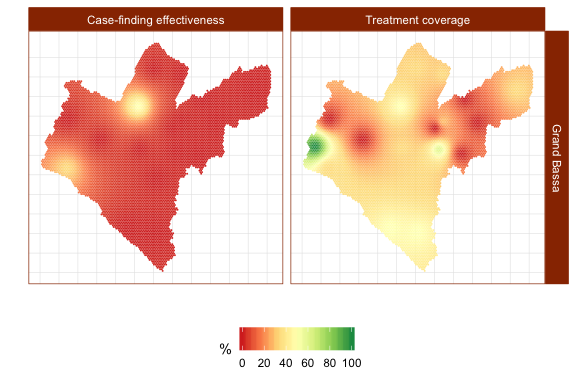 Case-finding effectiveness
Treatment coverage
Grand Bassa
%
0 20 40 60 80 100